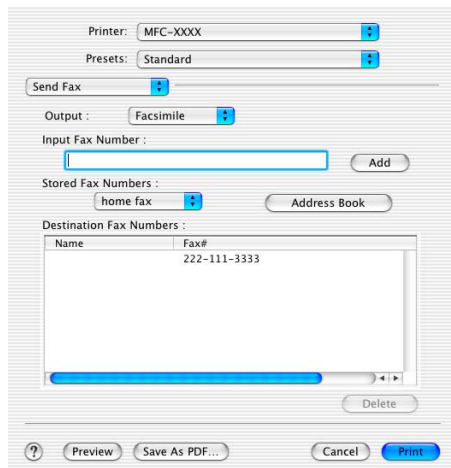 Printer: MFC-XXXX
Presets: Standard
Send Fax
Output : Facsimile
Input Fax Number :
Add
Stored Fax Numbers :
home fax Address Book
Destination Fax Numbers :
Name Fax#
222-111-3333
Delete
? Preview Save As PDF... Cancel Print